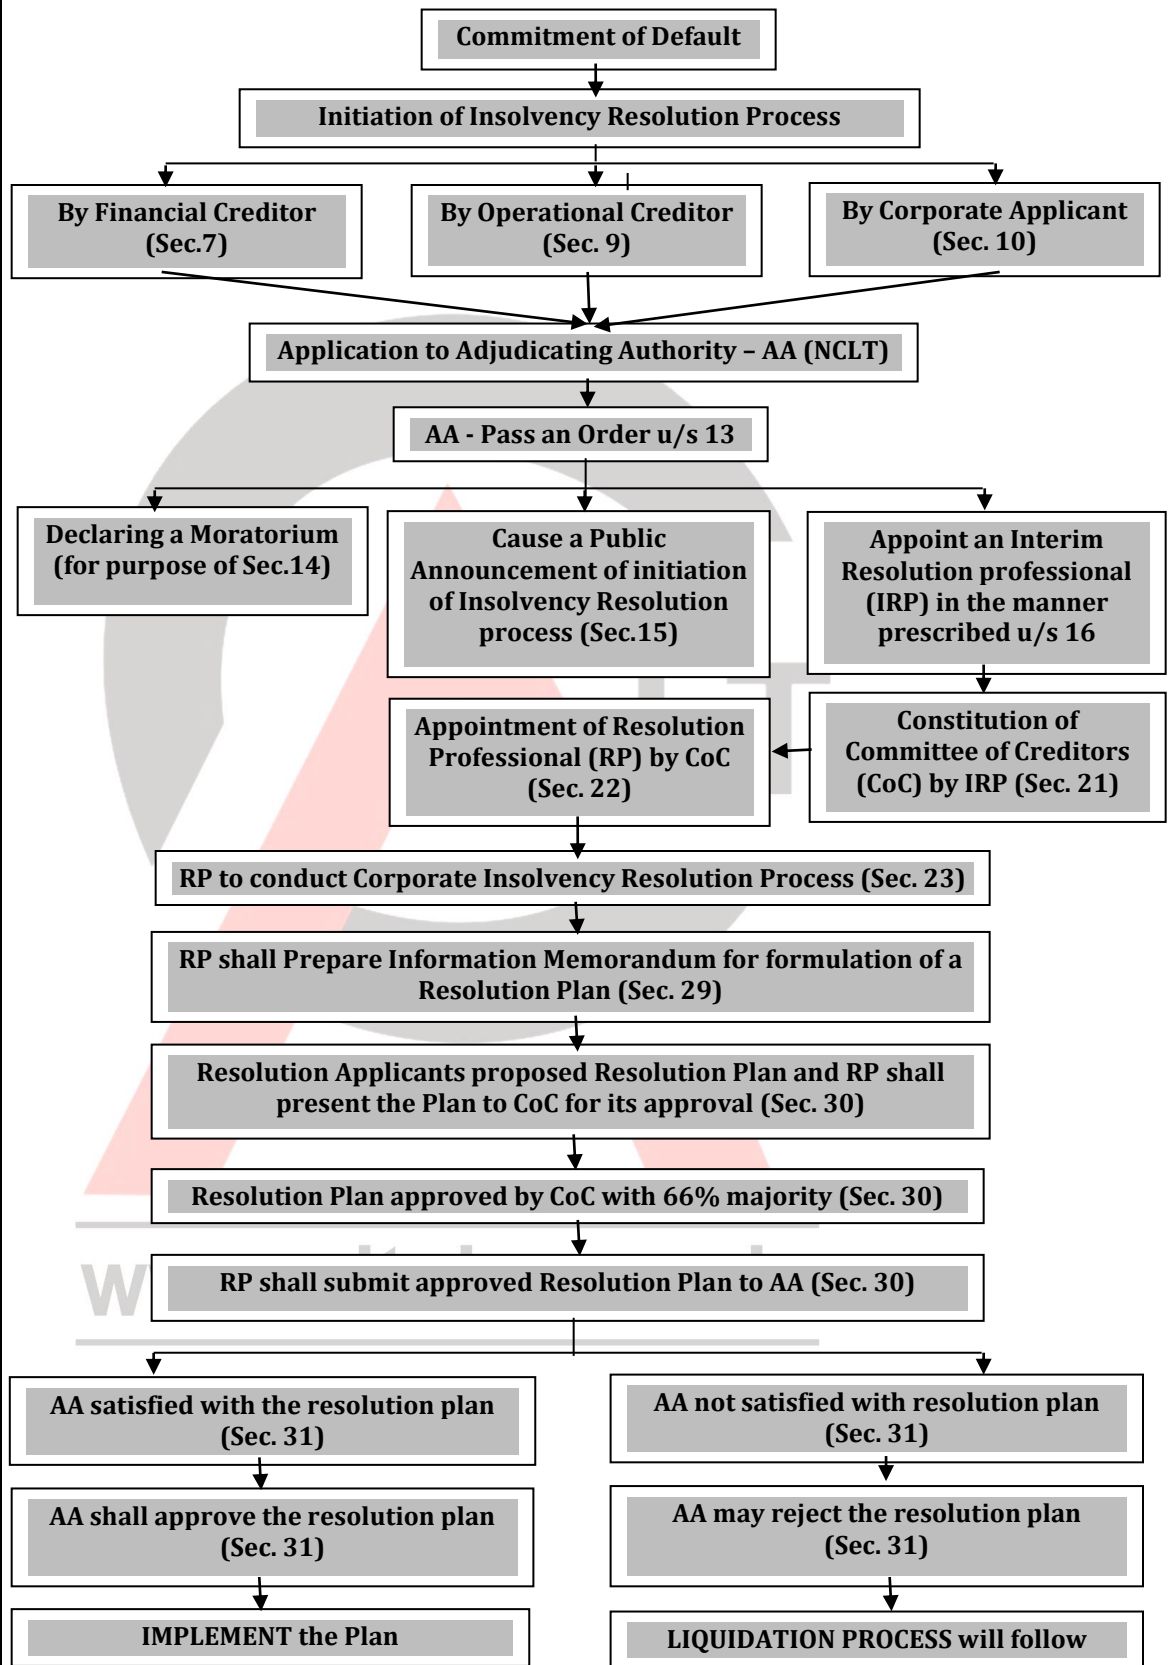 Commitment of Default
Initiation of Insolvency Resolution Process
By Financial Creditor
(Sec.7)
By Operational Creditor
(Sec. 9)
By Corporate Applicant
(Sec. 10)
Application to Adjudicating Authority – AA (NCLT)
AA - Pass an Order u/s 13
Declaring a Moratorium
(for purpose of Sec.14)
Cause a Public
Announcement of initiation
of Insolvency Resolution
process (Sec.15)
Appoint an Interim
Resolution professional
(IRP) in the manner
prescribed u/s 16
Constitution of
Committee of Creditors
(CoC) by IRP (Sec. 21)
Appointment of Resolution
Professional (RP) by CoC
(Sec. 22)
RP to conduct Corporate Insolvency Resolution Process (Sec. 23)
RP shall Prepare Information Memorandum for formulation of a
Resolution Plan (Sec. 29)
Resolution Applicants proposed Resolution Plan and RP shall
present the Plan to CoC for its approval (Sec. 30)
Resolution Plan approved by CoC with 66% majority (Sec. 30)
RP shall submit approved Resolution Plan to AA (Sec. 30)
AA satisfied with the resolution plan
(Sec. 31)
AA not satisfied with resolution plan
(Sec. 31)
AA shall approve the resolution plan
(Sec. 31)
AA may reject the resolution plan
(Sec. 31)
IMPLEMENT the Plan
LIQUIDATION PROCESS will follow